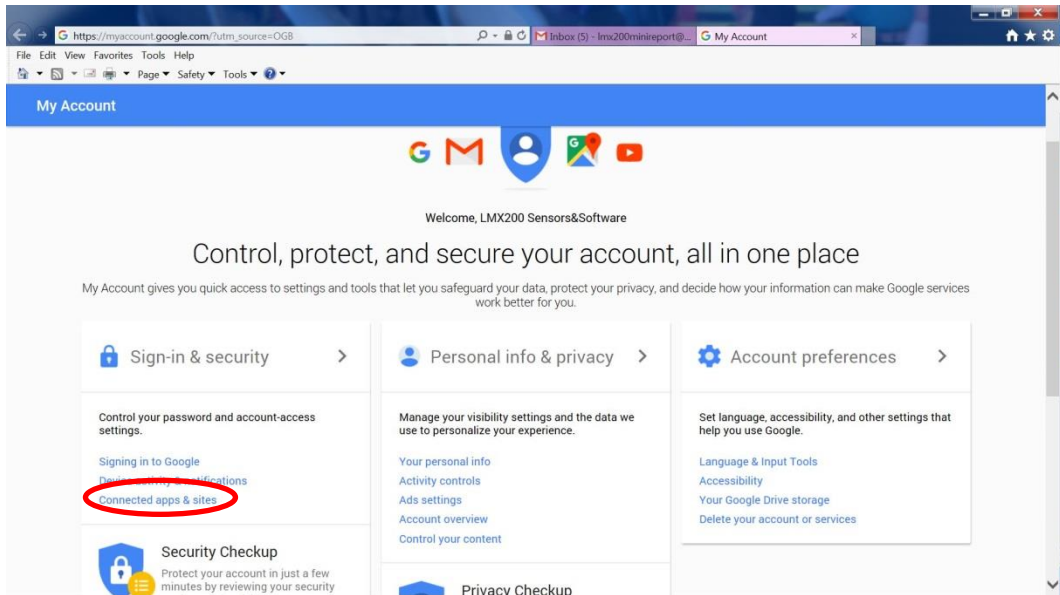 https://myaccount.google.com/?utm_source=OGB
Inbox (5) - lmx200minireport@...
G My Account
File Edit View Favorites Tools Help
Page Safety Tools
My Account
Welcome, LMX200 Sensors&Software
Control, protect, and secure your account, all in one place
My Account gives you quick access to settings and tools that let you safeguard your data, protect your privacy, and decide how your information can make Google services
work better for you.
Sign-in & security
Control your password and account-access
settings.
Signing in to Google
Device activity & notifications
Connected apps & sites
Security Checkup
Protect your account in just a few
minutes by reviewing your security
Personal info & privacy
Manage your visibility settings and the data we
use to personalize your experience.
Your personal info
Activity controls
Ads settings
Account overview
Control your content
Privacy Checkup
Account preferences
Set language, accessibility, and other settings that
help you use Google.
Language & Input Tools
Accessibility
Your Google Drive storage
Delete your account or services